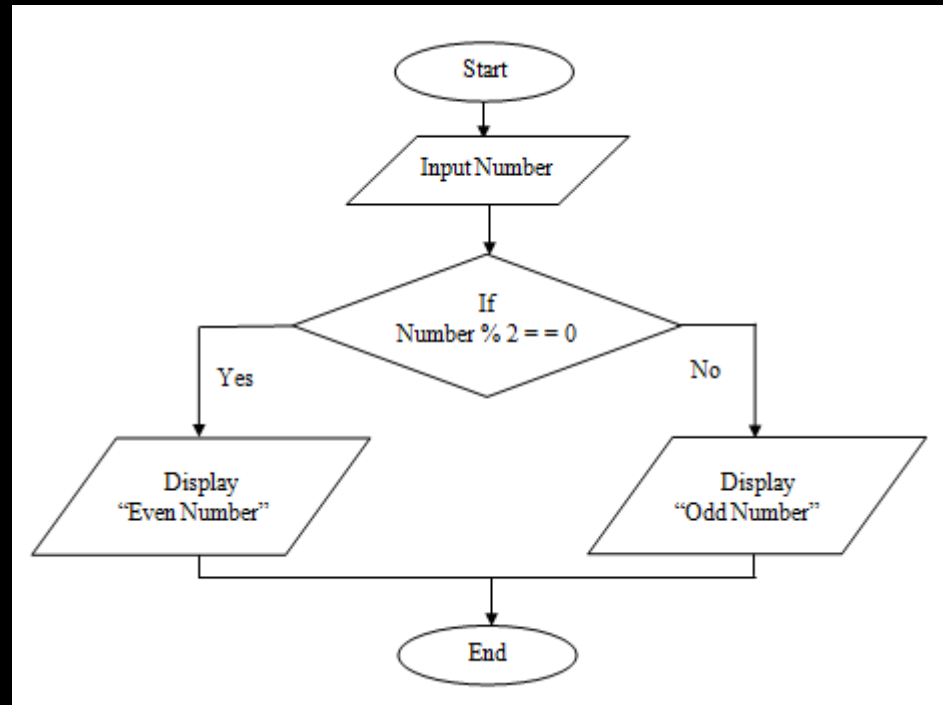 Start
Input Number
If
Number % 2 = = 0
Yes
No
Display
“Even Number”
Display
“Odd Number”
End